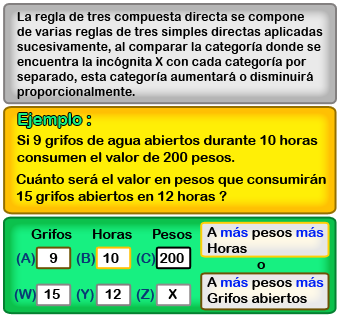 La regla de tres compuesta directa se compone
de varias reglas de tres simples directas aplicadas
sucesivamente, al comparar la categoría donde se
encuentra la incógnita X con cada categoría por
separado, esta categoría aumentará o disminuirá
proporcionalmente.
Ejemplo :
Si 9 grifos de agua abiertos durante 10 horas
consumen el valor de 200 pesos.
Cuánto será el valor en pesos que consumirán
15 grifos abiertos en 12 horas ?
Grifos Horas Pesos
(A) 9 (B) 10 (C) 200
(W) 15 (Y) 12 (Z) X
A más pesos más
Horas
o
A más pesos más
Grifos abiertos